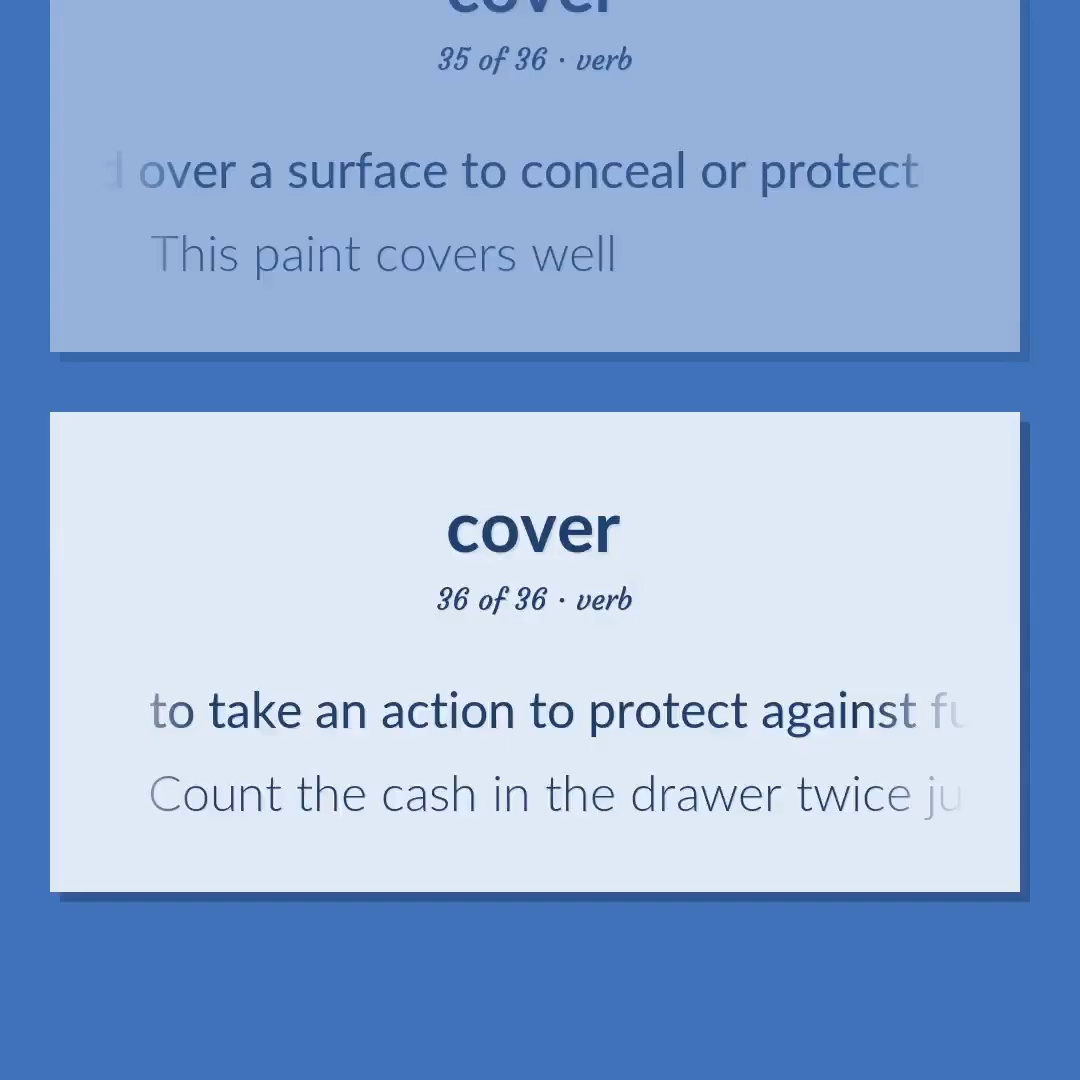 cover
35 of 36 · verb
over a surface to conceal or protect
This paint covers well
cover
36 of 36 · verb
to take an action to protect against
Count the cash in the drawer twice